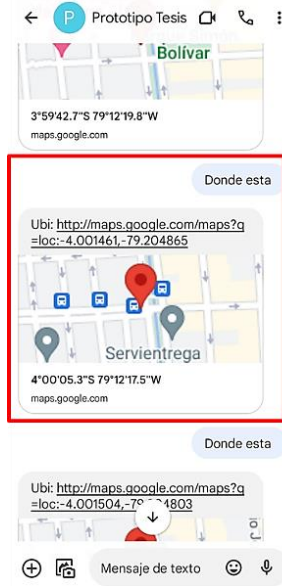 P
Prototipo Tesis
Bolívar
3°59'42.7"S 79°12'19.8"W
maps.google.com
Donde esta
Ubi: http://maps.google.com/maps?q
=loc:-4.001461,-79.204865
Servientrega
4°00'05.3"S 79°12'17.5"W
maps.google.com
Donde esta
Ubi: http://maps.google.com/maps?q
=loc:-4.001504,-79. 4803
Mensaje de texto